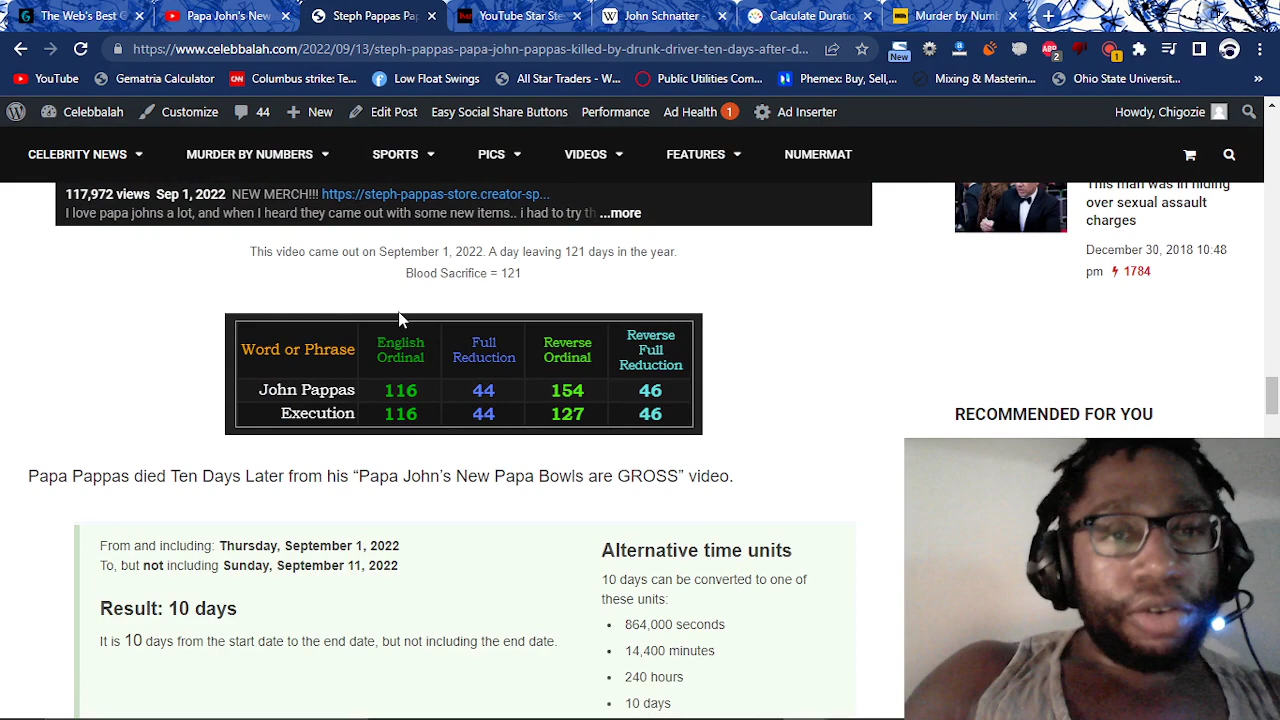 The Web's Best G
Papa John's New
Steph Pappas Pa
YouTube Star Ste
John Schnatter -
Calculate Duratio
Murder by Numb
https://www.celebbalah.com/2022/09/13/steph-pappas-papa-john-pappas-killed-by-drunk-driver-ten-days-after-d...
New
2
1
YouTube
Gematria Calculator
Columbus strike: Te...
Low Float Swings
All Star Traders - W...
Public Utilities Com...
Phemex: Buy, Sell,...
Mixing & Masterin...
Ohio State Universit...
Celebbalah
Customize
44
New
Edit Post
Easy Social Share Buttons
Performance
Ad Health 1
Ad Inserter
Howdy, Chigozie
CELEBRITY NEWS
MURDER BY NUMBERS
SPORTS
PICS
VIDEOS
FEATURES
NUMERMAT
117,972 views Sep 1, 2022 NEW MERCH!!! https://steph-pappas-store.creator-sp...
I love papa johns a lot, and when I heard they came out with some new items.. i had to try th ...more
This man was in hiding
over sexual assault
charges
December 30, 2018 10:48
pm 1784
This video came out on September 1, 2022. A day leaving 121 days in the year.
Blood Sacrifice = 121
Word or Phrase English Ordinal Full Reduction Reverse Ordinal Reverse Full Reduction
John Pappas 116 44 154 46
Execution 116 44 127 46
RECOMMENDED FOR YOU
Papa Pappas died Ten Days Later from his “Papa John’s New Papa Bowls are GROSS” video.
From and including: Thursday, September 1, 2022
To, but not including Sunday, September 11, 2022
Result: 10 days
It is 10 days from the start date to the end date, but not including the end date.
Alternative time units
10 days can be converted to one of
these units:
• 864,000 seconds
• 14,400 minutes
• 240 hours
• 10 days